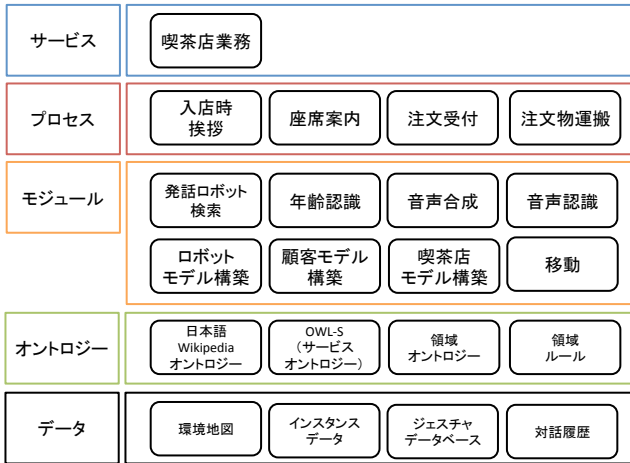 サービス
喫茶店業務
プロセス
入店時
挨拶
座席案内
注文受付
注文物運搬
モジュール
発話ロボット
検索
年齢認識
音声合成
音声認識
ロボット
モデル構築
顧客モデル
構築
喫茶店
モデル構築
移動
オントロジー
日本語
Wikipedia
オントロジー
OWL-S
（サービス
オントロジー）
領域
オントロジー
領域
ルール
データ
環境地図
インスタンス
データ
ジェスチャ
データベース
対話履歴